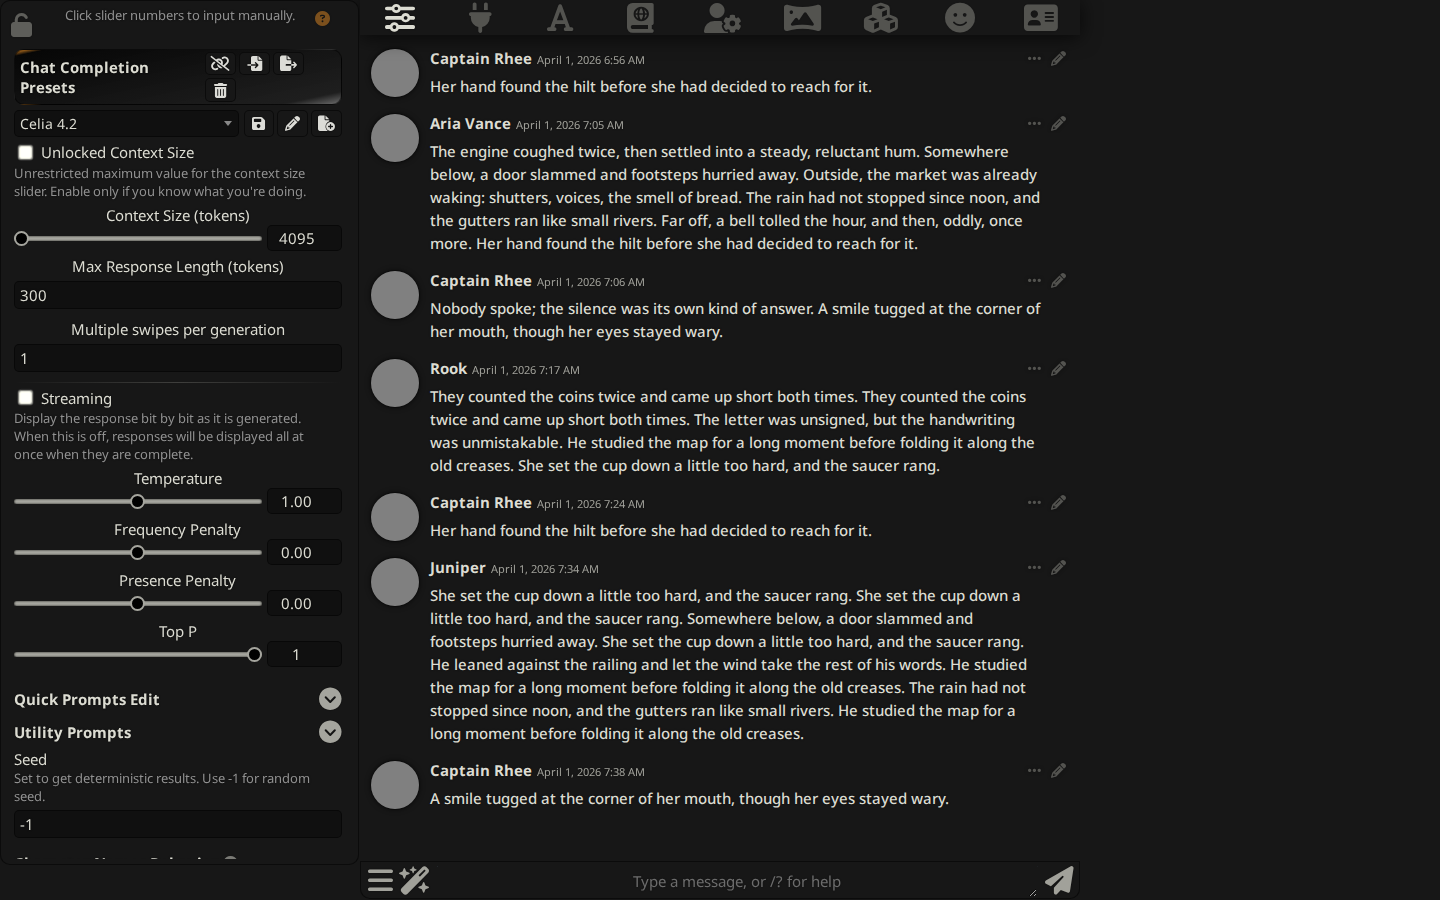 Click slider numbers to input manually.
Chat Completion
Presets
Celia 4.2
Unlocked Context Size
Unrestricted maximum value for the context size
slider. Enable only if you know what you're doing.
Context Size (tokens)
4095
Max Response Length (tokens)
300
Multiple swipes per generation
1
Streaming
Display the response bit by bit as it is generated.
When this is off, responses will be displayed all at
once when they are complete.
Temperature
1.00
Frequency Penalty
0.00
Presence Penalty
0.00
Top P
1
Quick Prompts Edit
Utility Prompts
Seed
Set to get deterministic results. Use -1 for random
seed.
-1
Captain Rhee April 1, 2026 6:56 AM
Her hand found the hilt before she had decided to reach for it.
Aria Vance April 1, 2026 7:05 AM
The engine coughed twice, then settled into a steady, reluctant hum. Somewhere
below, a door slammed and footsteps hurried away. Outside, the market was already
waking: shutters, voices, the smell of bread. The rain had not stopped since noon, and
the gutters ran like small rivers. Far off, a bell tolled the hour, and then, oddly, once
more. Her hand found the hilt before she had decided to reach for it.
Captain Rhee April 1, 2026 7:06 AM
Nobody spoke; the silence was its own kind of answer. A smile tugged at the corner of
her mouth, though her eyes stayed wary.
Rook April 1, 2026 7:17 AM
They counted the coins twice and came up short both times. They counted the coins
twice and came up short both times. The letter was unsigned, but the handwriting
was unmistakable. He studied the map for a long moment before folding it along the
old creases. She set the cup down a little too hard, and the saucer rang.
Captain Rhee April 1, 2026 7:24 AM
Her hand found the hilt before she had decided to reach for it.
Juniper April 1, 2026 7:34 AM
She set the cup down a little too hard, and the saucer rang. She set the cup down a
little too hard, and the saucer rang. Somewhere below, a door slammed and
footsteps hurried away. She set the cup down a little too hard, and the saucer rang.
He leaned against the railing and let the wind take the rest of his words. He studied
the map for a long moment before folding it along the old creases. The rain had not
stopped since noon, and the gutters ran like small rivers. He studied the map for a
long moment before folding it along the old creases.
Captain Rhee April 1, 2026 7:38 AM
A smile tugged at the corner of her mouth, though her eyes stayed wary.
Type a message, or /? for help